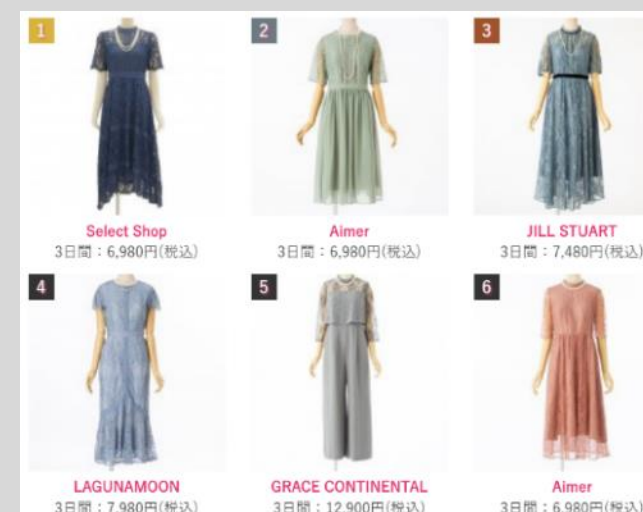 1
2
3
Select Shop
Aimer
JILL STUART
3日間：6,980円(税込)
3日間：6,980円(税込)
3日間：7,480円(税込)
4
5
6
LAGUNAMOON
GRACE CONTINENTAL
Aimer
3日間：7,980円(税込)
3日間：12,900円(税込)
3日間：6,980円(税込)